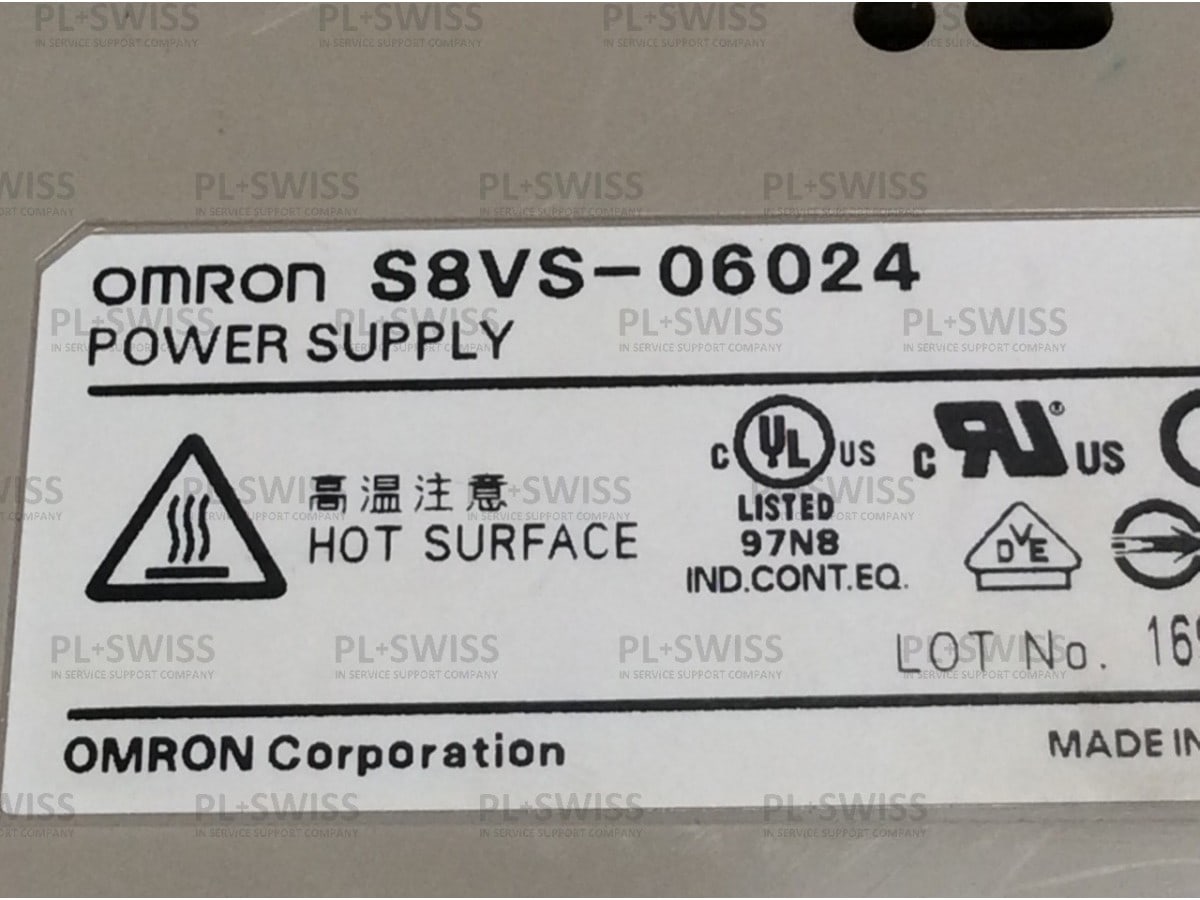 OMRON S8VS-06024
POWER SUPPLY
高温注意
HOT SURFACE
C UL US
LISTED
97N8
IND.CONT.EQ.
C RU ® US
DVE
LOT No. 16
OMRON Corporation
MADE IN
PL+SWISS
IN SERVICE SUPPORT COMPANY